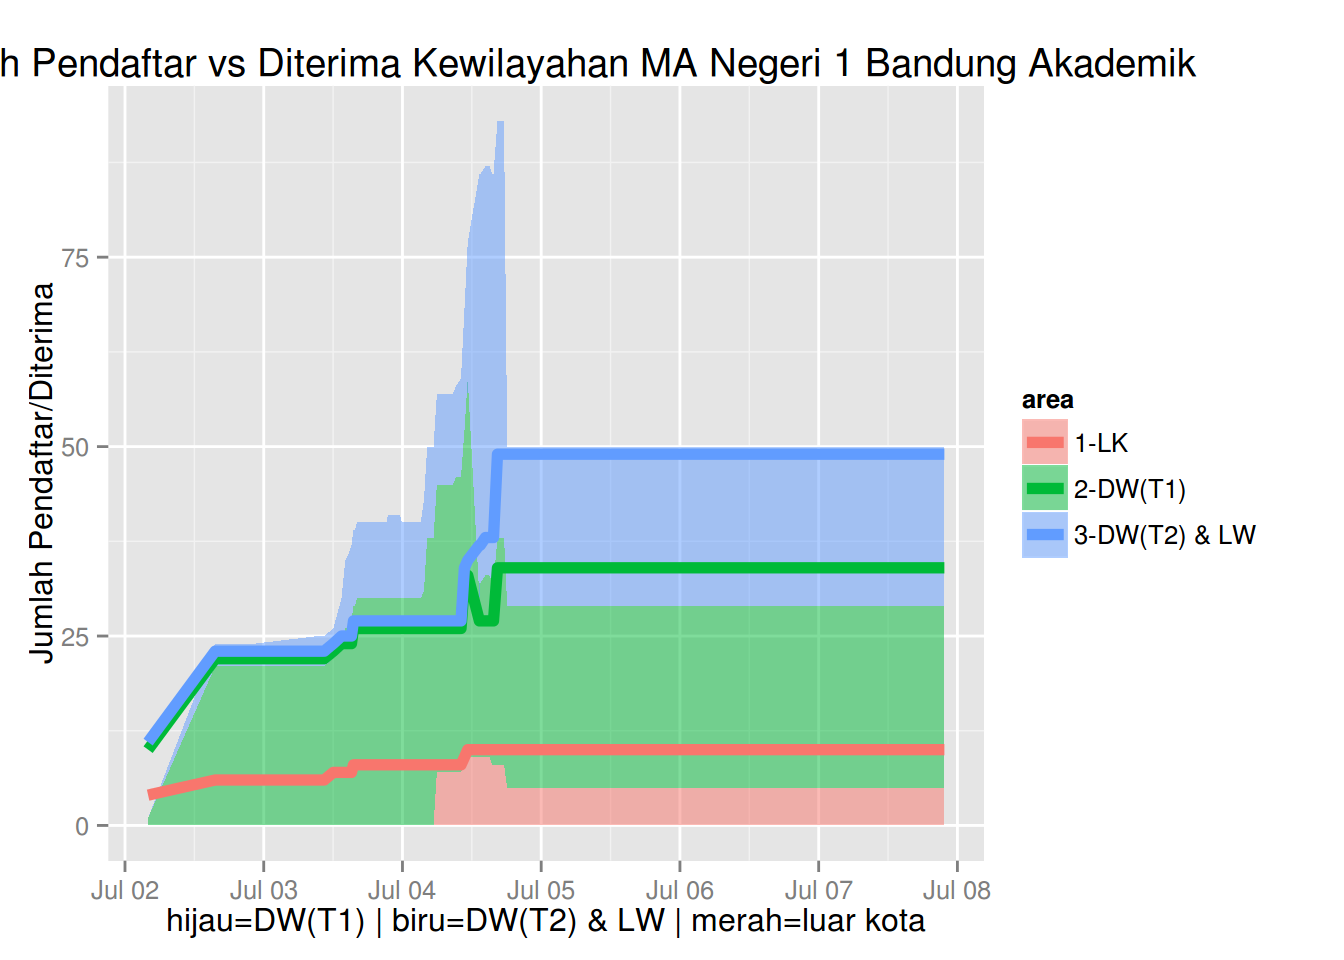 h Pendaftar vs Diterima Kewilayahan MA Negeri 1 Bandung Akademik
Jumlah Pendaftar/Diterima
75
50
25
0
Jul 02
Jul 03
Jul 04
Jul 05
Jul 06
Jul 07
Jul 08
hijau=DW(T1) | biru=DW(T2) & LW | merah=luar kota
area
1-LK
2-DW(T1)
3-DW(T2) & LW